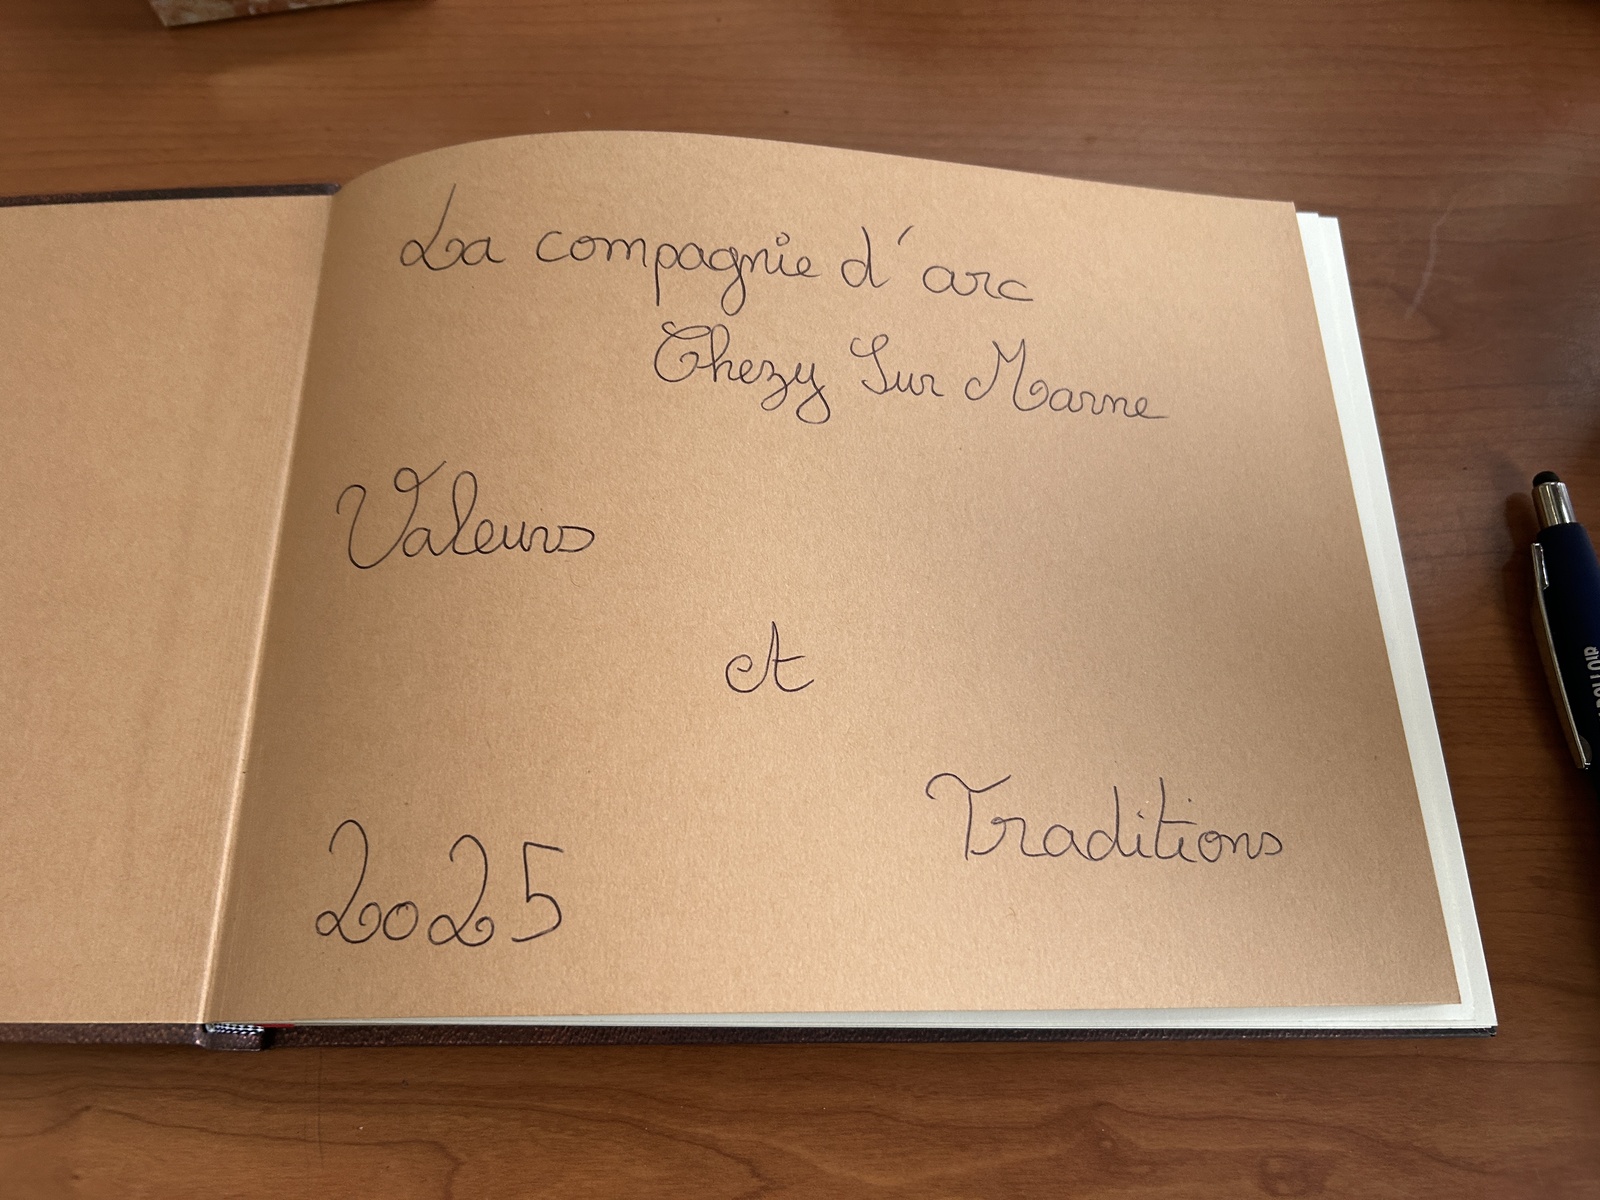 La compagnie d'arc
Chezy Sur Marne
Valeurs
et
Traditions
2025